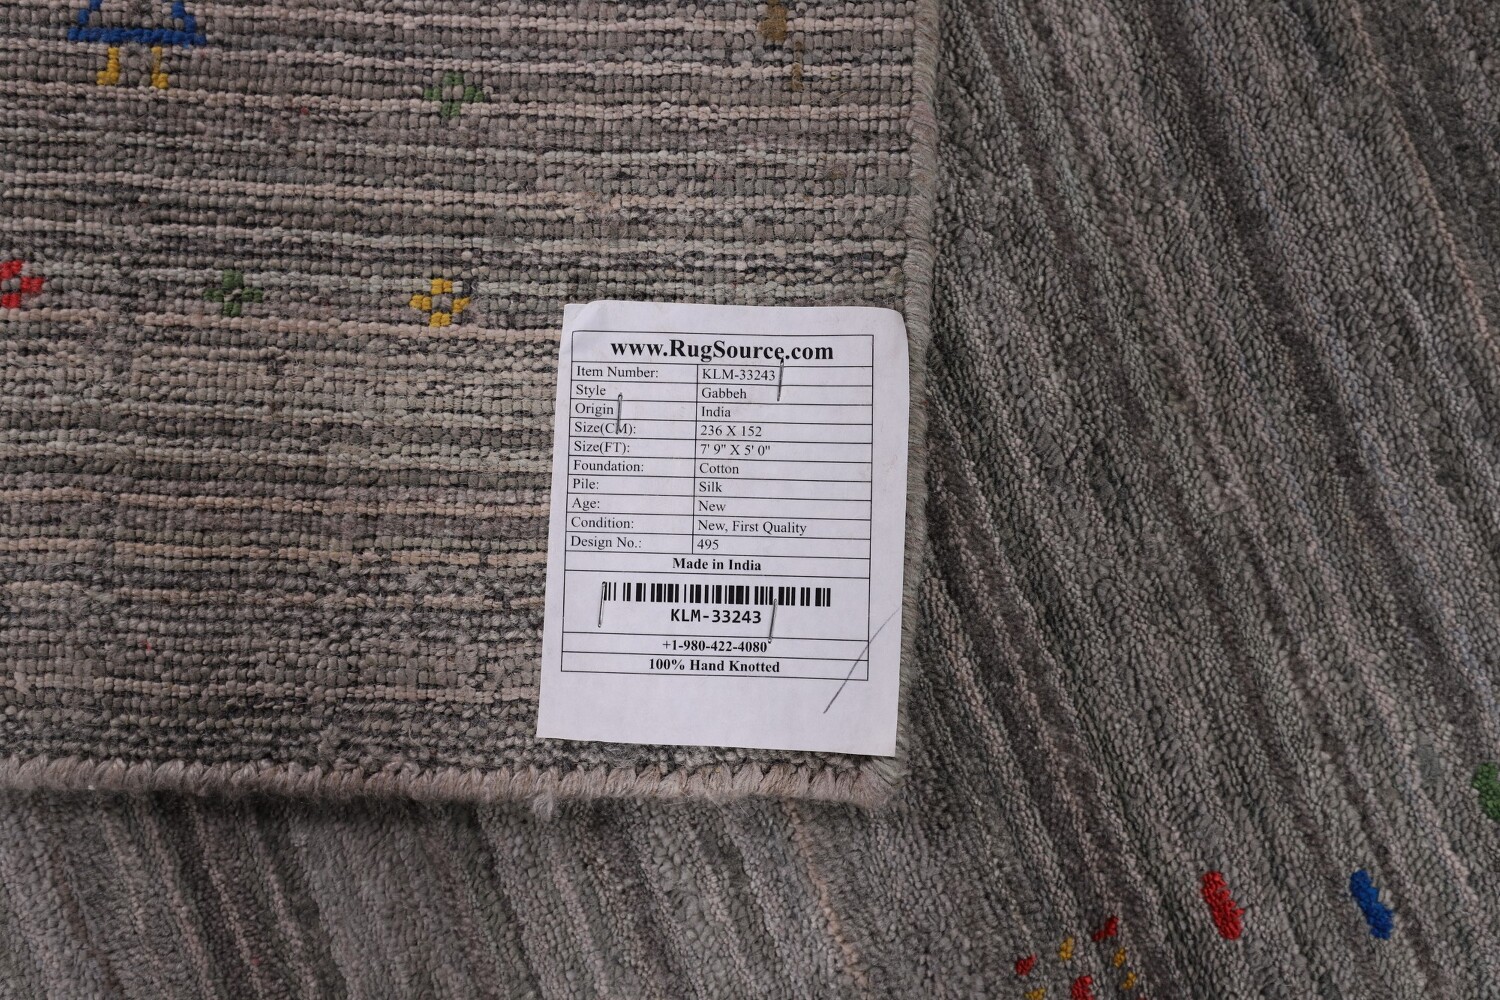 www.RugSource.com
Item Number: KLM-33243
Style Gabbeh
Origin India
Size(CM): 236 X 152
Size(FT): 7' 9" X 5' 0"
Foundation: Cotton
Pile: Silk
Age: New
Condition: New, First Quality
Design No.: 495
Made in India
KLM-33243
+1-980-422-4080
100% Hand Knotted